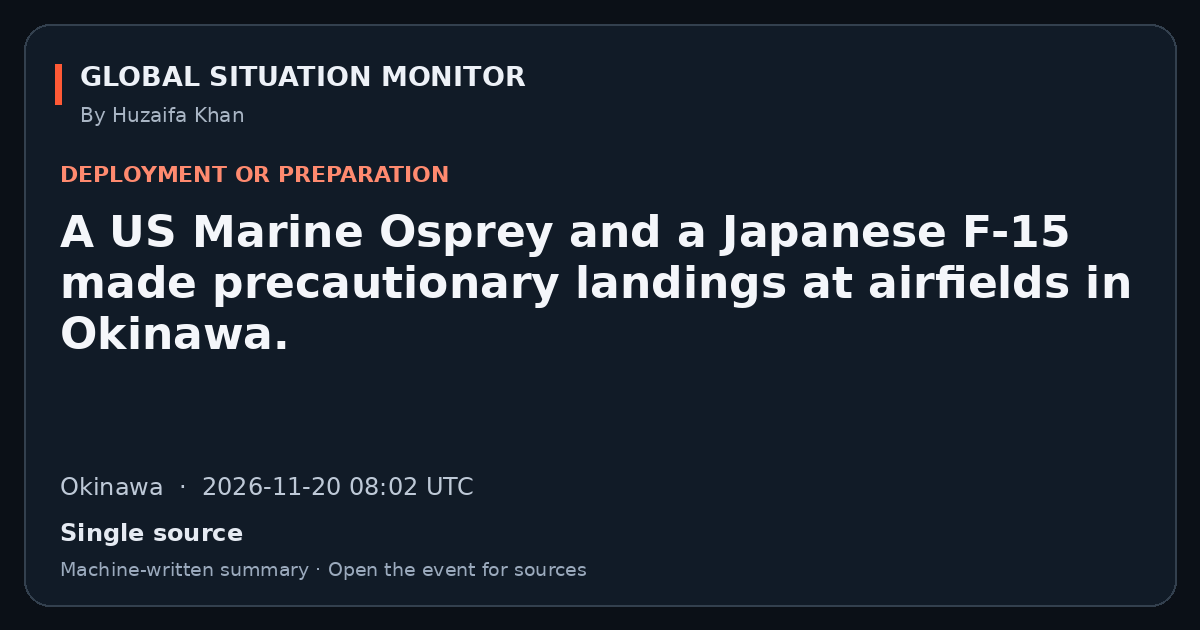 GLOBAL SITUATION MONITOR
By Huzaifa Khan
DEPLOYMENT OR PREPARATION
A US Marine Osprey and a Japanese F-15
made precautionary landings at airfields in
Okinawa.
Okinawa · 2026-11-20 08:02 UTC
Single source
Machine-written summary · Open the event for sources